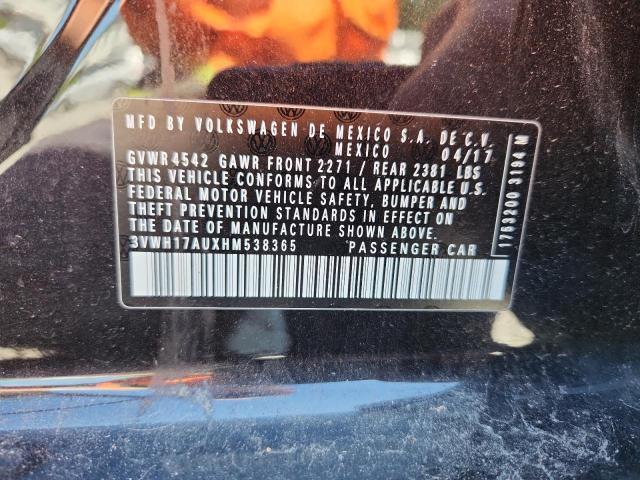 MFD BY VOLKSWAGEN DE MEXICO S.A. DE C.V.
MEXICO 04/17
GVWR 4542 GAWR FRONT 2271 / REAR 2381 LBS
THIS VEHICLE CONFORMS TO ALL APPLICABLE U.S.
FEDERAL MOTOR VEHICLE SAFETY, BUMPER AND
THEFT PREVENTION STANDARDS IN EFFECT ON
THE DATE OF MANUFACTURE SHOWN ABOVE.
3VWH17AUXHM538365 PASSENGER CAR
1763200 3184 M